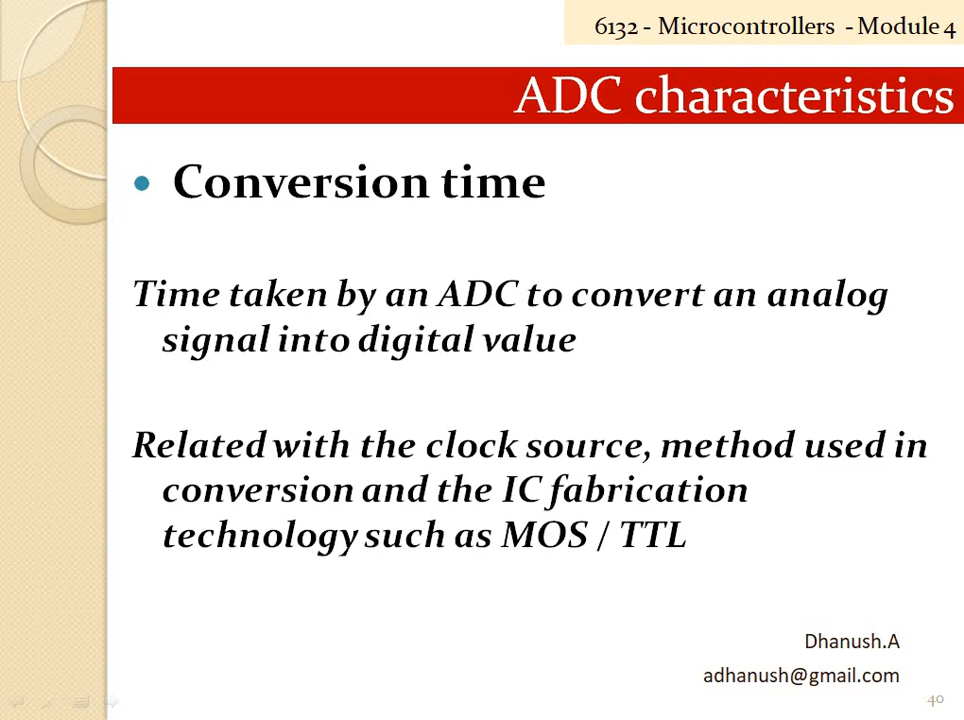 6132 - Microcontrollers - Module 4
ADC characteristics
• Conversion time
Time taken by an ADC to convert an analog
signal into digital value
Related with the clock source, method used in
conversion and the IC fabrication
technology such as MOS / TTL
Dhanush.A
adhanush@gmail.com
40